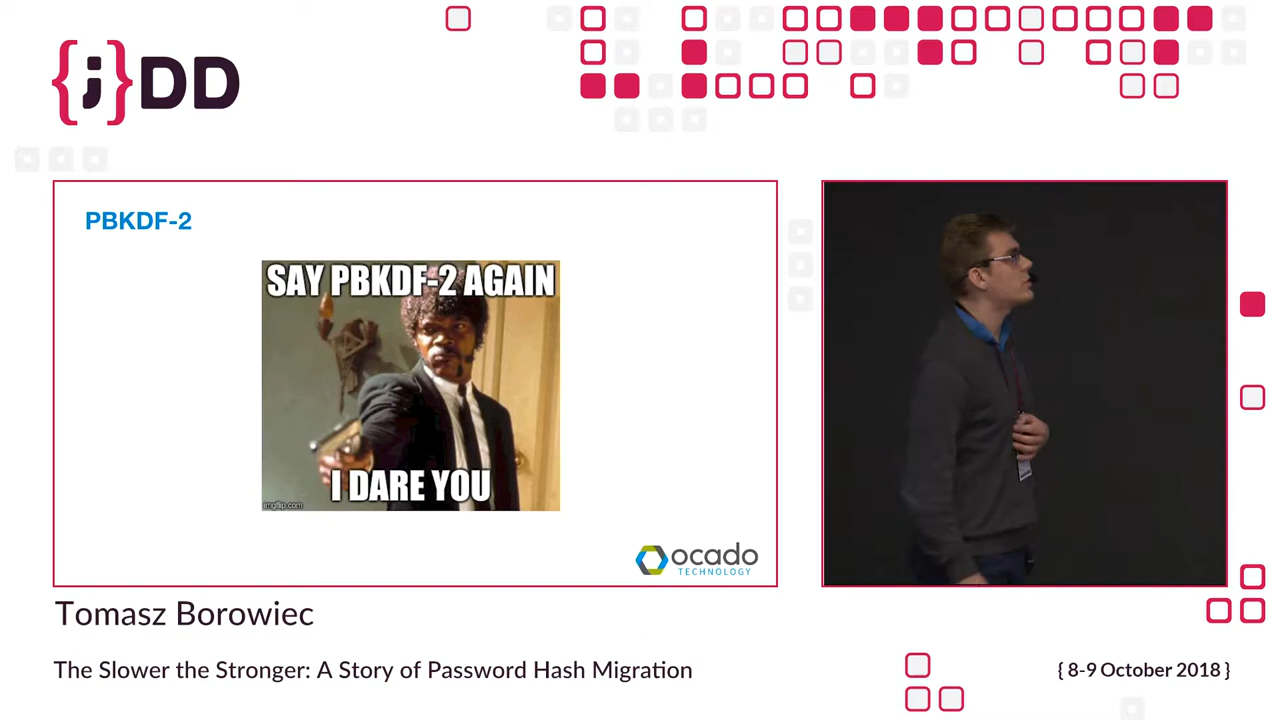 {j}DD
PBKDF-2
SAY PBKDF-2 AGAIN
I DARE YOU
imgflip.com
ocado
TECHNOLOGY
Tomasz Borowiec
The Slower the Stronger: A Story of Password Hash Migration
{ 8-9 October 2018 }